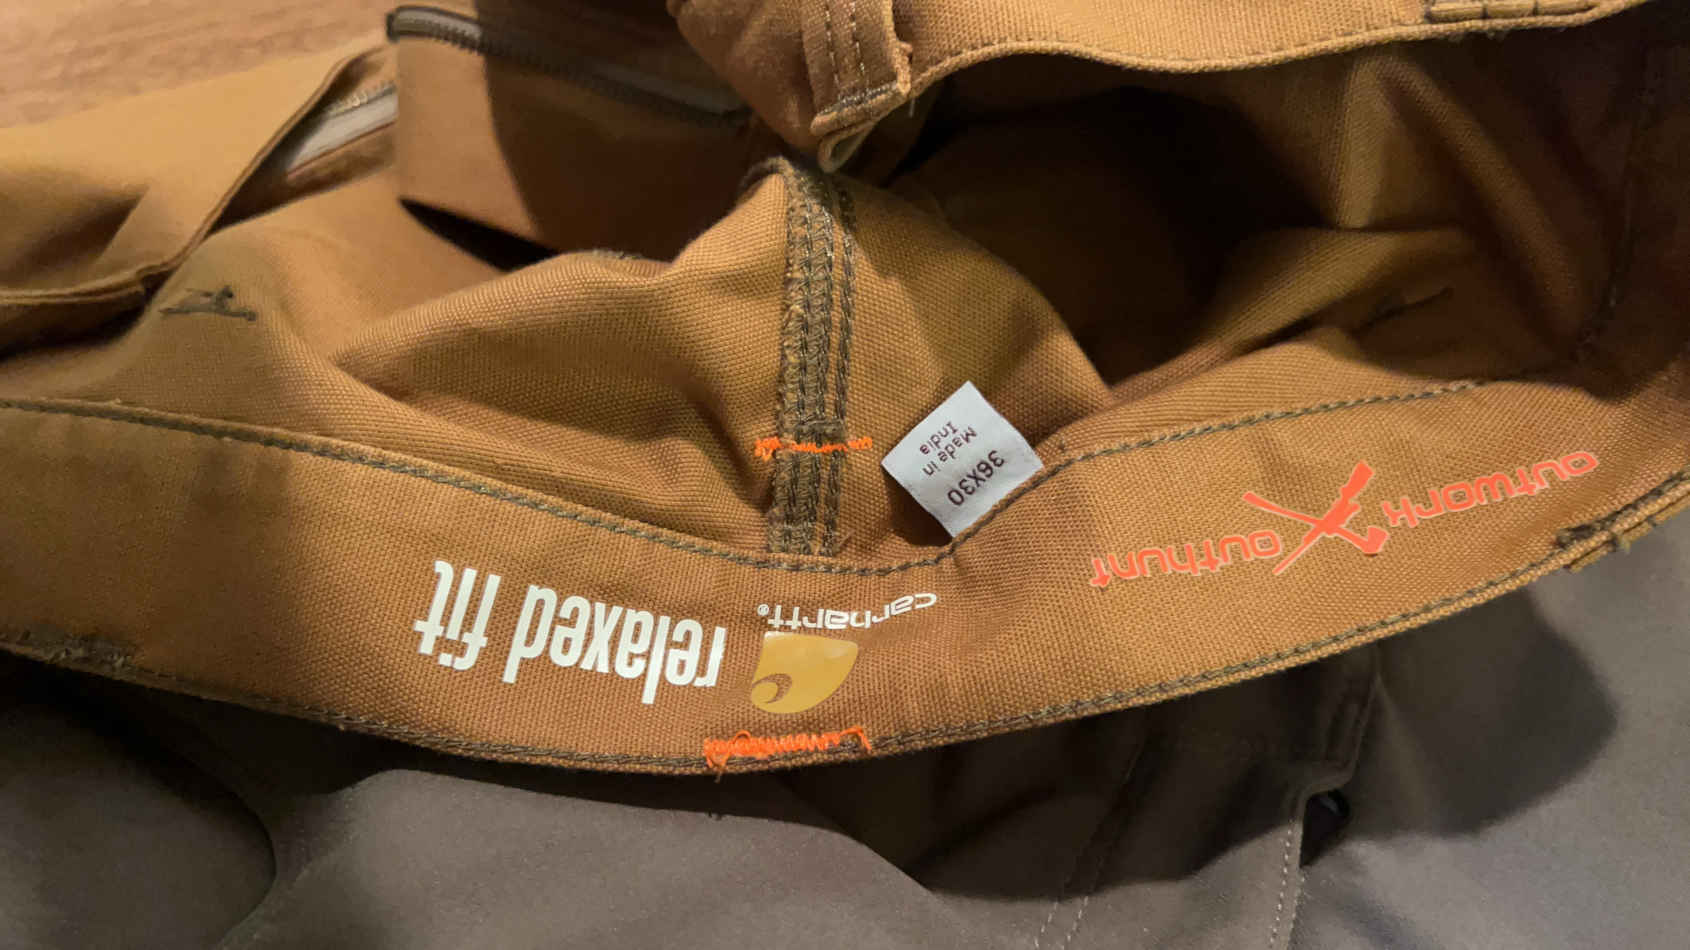 outwork outhunt
36X30
Made in
India
carhartt®
relaxed fit